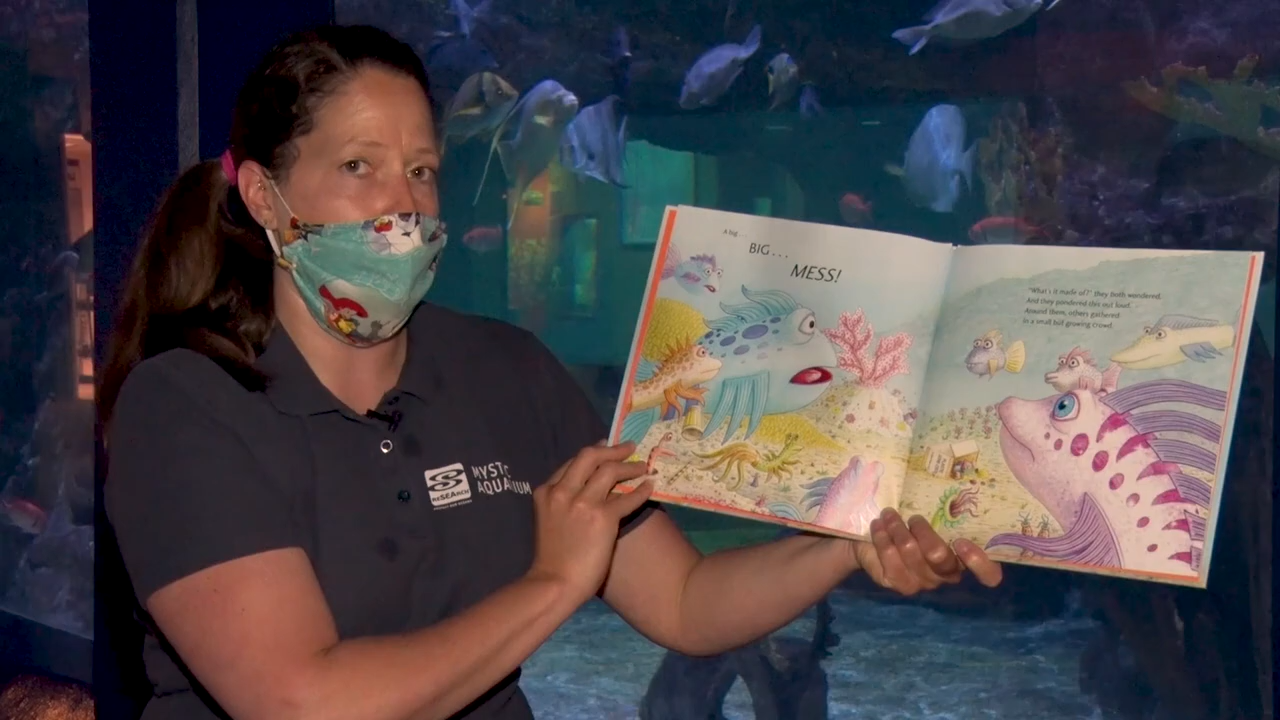 A big...
BIG...
MESS!
"What's it made of?" they both wondered.
And they pondered this out loud.
Around them, others gathered
in a small but growing crowd.
reSEArch
MYSTIC
AQUARIUM